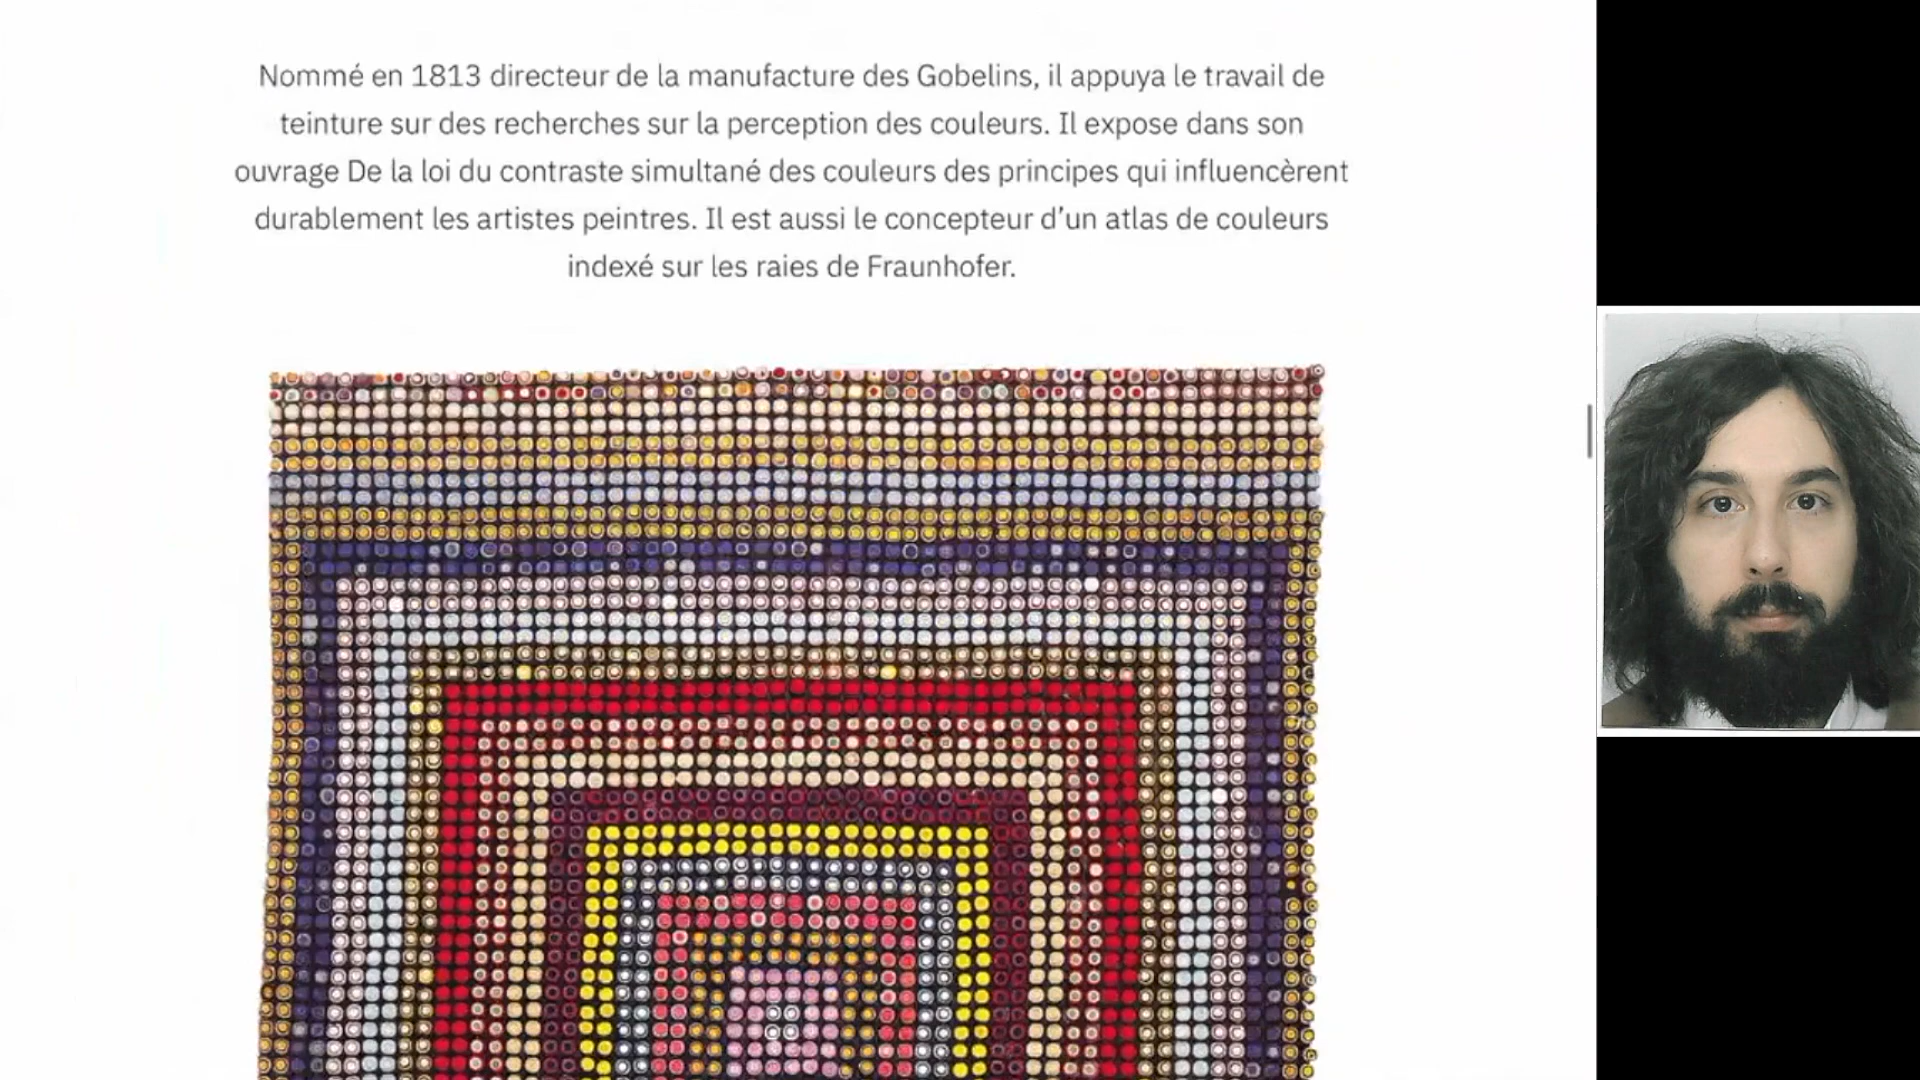 Nommé en 1813 directeur de la manufacture des Gobelins, il appuya le travail de
teinture sur des recherches sur la perception des couleurs. Il expose dans son
ouvrage De la loi du contraste simultané des couleurs des principes qui influencèrent
durablement les artistes peintres. Il est aussi le concepteur d’un atlas de couleurs
indexé sur les raies de Fraunhofer.